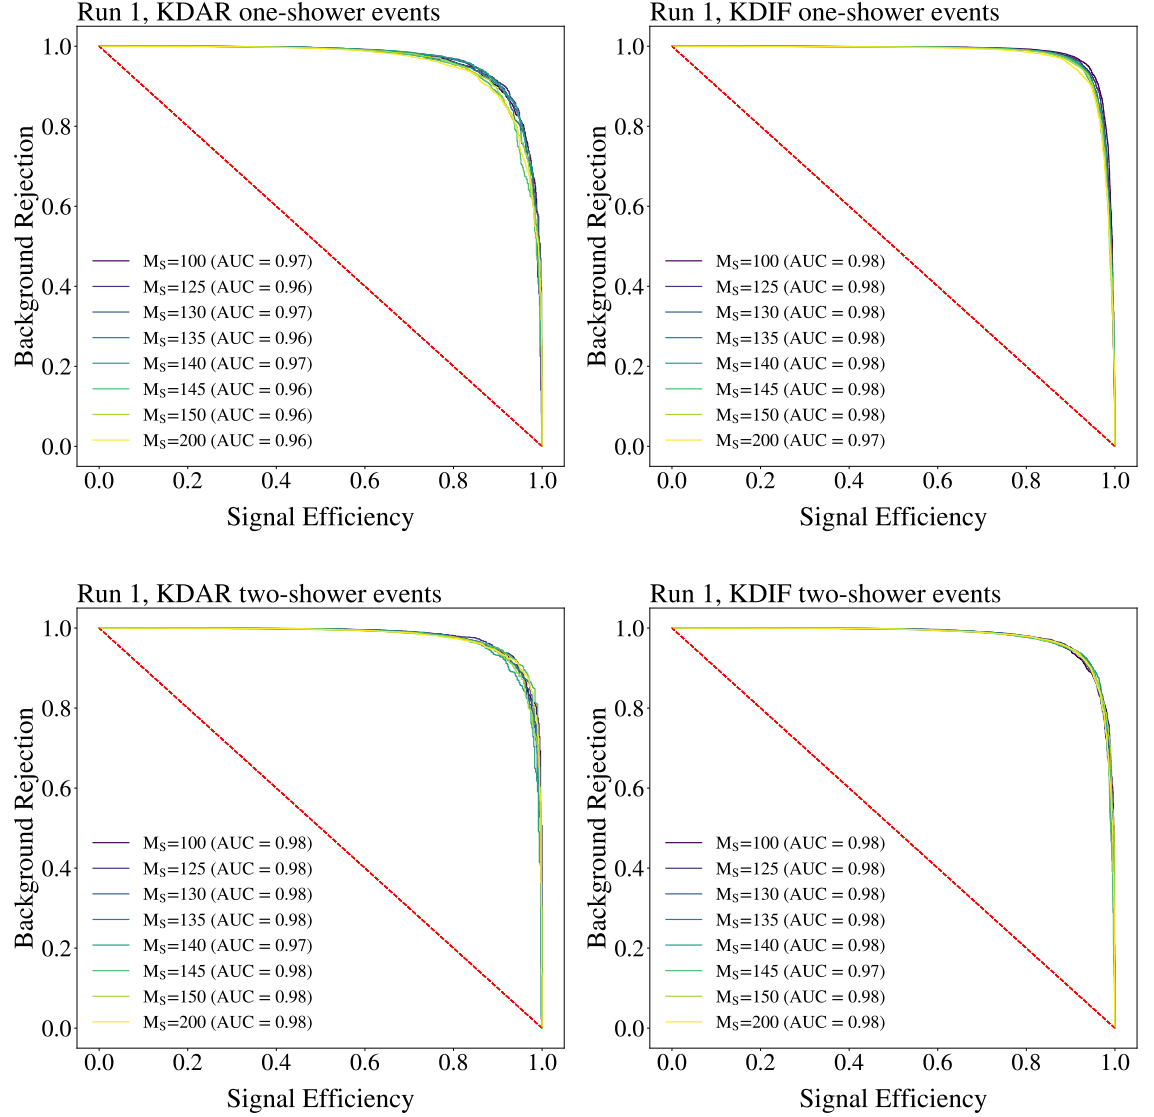 Run 1, KDAR one-shower events
Background Rejection
1.0
0.8
0.6
0.4
0.2
0.0
M_S=100 (AUC = 0.97)
M_S=125 (AUC = 0.96)
M_S=130 (AUC = 0.97)
M_S=135 (AUC = 0.96)
M_S=140 (AUC = 0.97)
M_S=145 (AUC = 0.96)
M_S=150 (AUC = 0.96)
M_S=200 (AUC = 0.96)
0.0 0.2 0.4 0.6 0.8 1.0
Signal Efficiency
Run 1, KDIF one-shower events
Background Rejection
1.0
0.8
0.6
0.4
0.2
0.0
M_S=100 (AUC = 0.98)
M_S=125 (AUC = 0.98)
M_S=130 (AUC = 0.98)
M_S=135 (AUC = 0.98)
M_S=140 (AUC = 0.98)
M_S=145 (AUC = 0.98)
M_S=150 (AUC = 0.98)
M_S=200 (AUC = 0.97)
0.0 0.2 0.4 0.6 0.8 1.0
Signal Efficiency
Run 1, KDAR two-shower events
Background Rejection
1.0
0.8
0.6
0.4
0.2
0.0
M_S=100 (AUC = 0.98)
M_S=125 (AUC = 0.98)
M_S=130 (AUC = 0.98)
M_S=135 (AUC = 0.98)
M_S=140 (AUC = 0.97)
M_S=145 (AUC = 0.98)
M_S=150 (AUC = 0.98)
M_S=200 (AUC = 0.98)
0.0 0.2 0.4 0.6 0.8 1.0
Signal Efficiency
Run 1, KDIF two-shower events
Background Rejection
1.0
0.8
0.6
0.4
0.2
0.0
M_S=100 (AUC = 0.98)
M_S=125 (AUC = 0.98)
M_S=130 (AUC = 0.98)
M_S=135 (AUC = 0.98)
M_S=140 (AUC = 0.98)
M_S=145 (AUC = 0.97)
M_S=150 (AUC = 0.98)
M_S=200 (AUC = 0.98)
0.0 0.2 0.4 0.6 0.8 1.0
Signal Efficiency